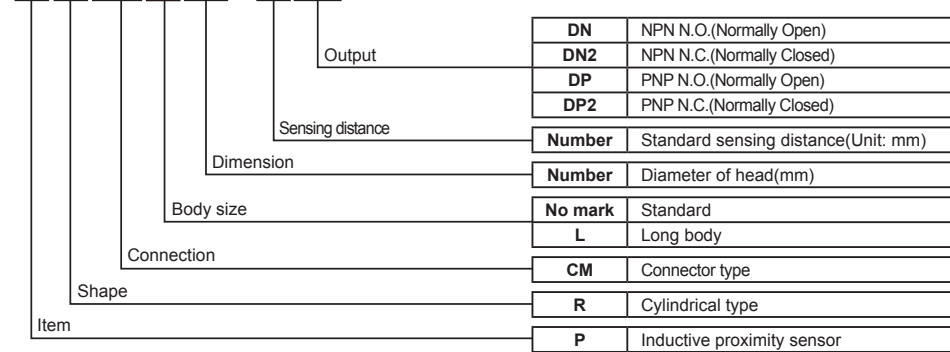 DN NPN N.O.(Normally Open)
Output DN2 NPN N.C.(Normally Closed)
DP PNP N.O.(Normally Open)
DP2 PNP N.C.(Normally Closed)
Sensing distance
Number Standard sensing distance(Unit: mm)
Dimension
Number Diameter of head(mm)
Body size No mark Standard
L Long body
Connection
CM Connector type
Shape
R Cylindrical type
Item
P Inductive proximity sensor